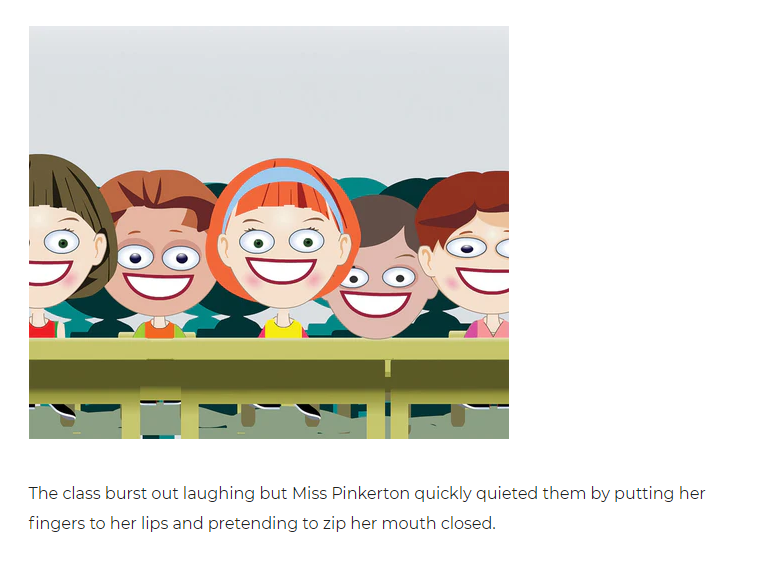 The class burst out laughing but Miss Pinkerton quickly quieted them by putting her
fingers to her lips and pretending to zip her mouth closed.